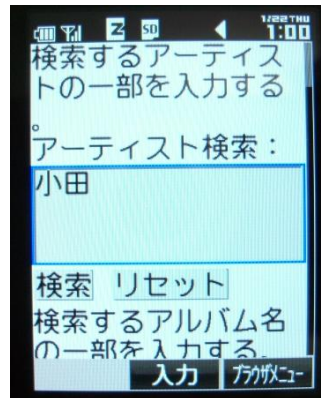 Z SD 1/22 THU
1:00
検索するアーティス
トの一部を入力する
。
アーティスト検索：
小田
検索 リセット
検索するアルバム名
の一部を入力する。
入力 ブラウザメニュー